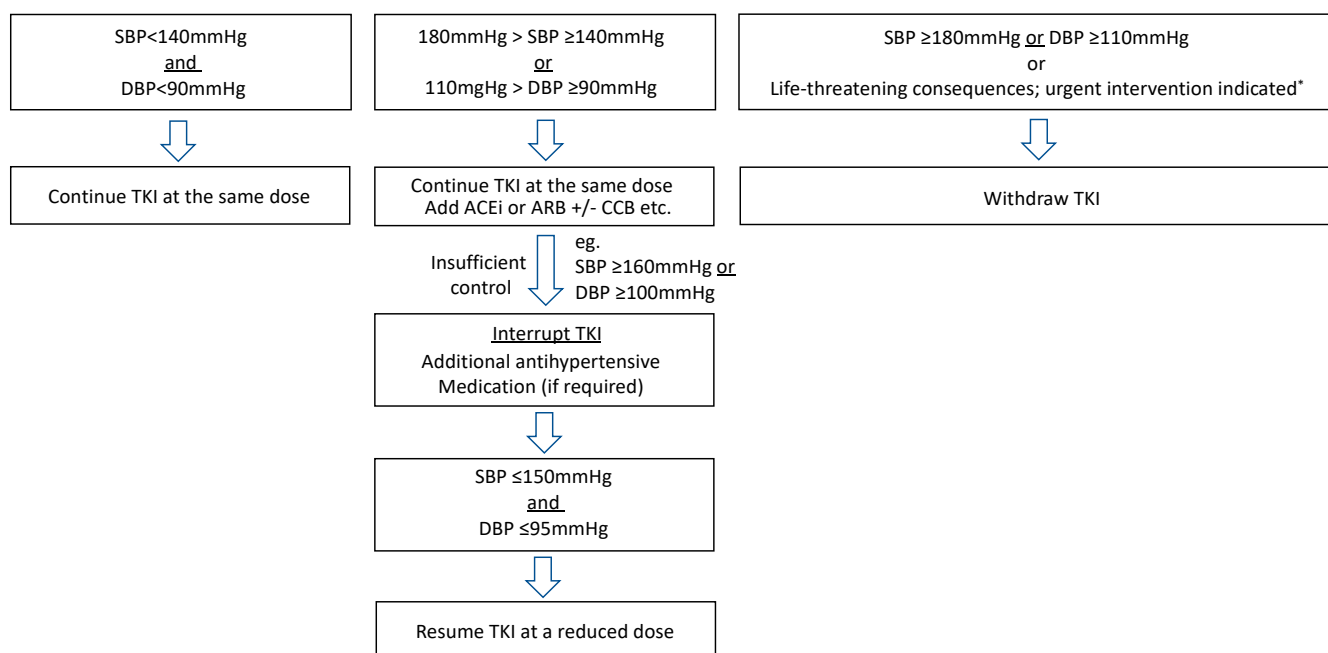 SBP<140mmHg
and
DBP<90mmHg
180mmHg > SBP ≥140mmHg
or
110mgHg > DBP ≥90mmHg
SBP ≥180mmHg or DBP ≥110mmHg
or
Life-threatening consequences; urgent intervention indicated*
Continue TKI at the same dose
Continue TKI at the same dose
Add ACEi or ARB +/- CCB etc.
Withdraw TKI
Insufficient
control
eg.
SBP ≥160mmHg or
DBP ≥100mmHg
Interrupt TKI
Additional antihypertensive
Medication (if required)
SBP ≤150mmHg
and
DBP ≤95mmHg
Resume TKI at a reduced dose